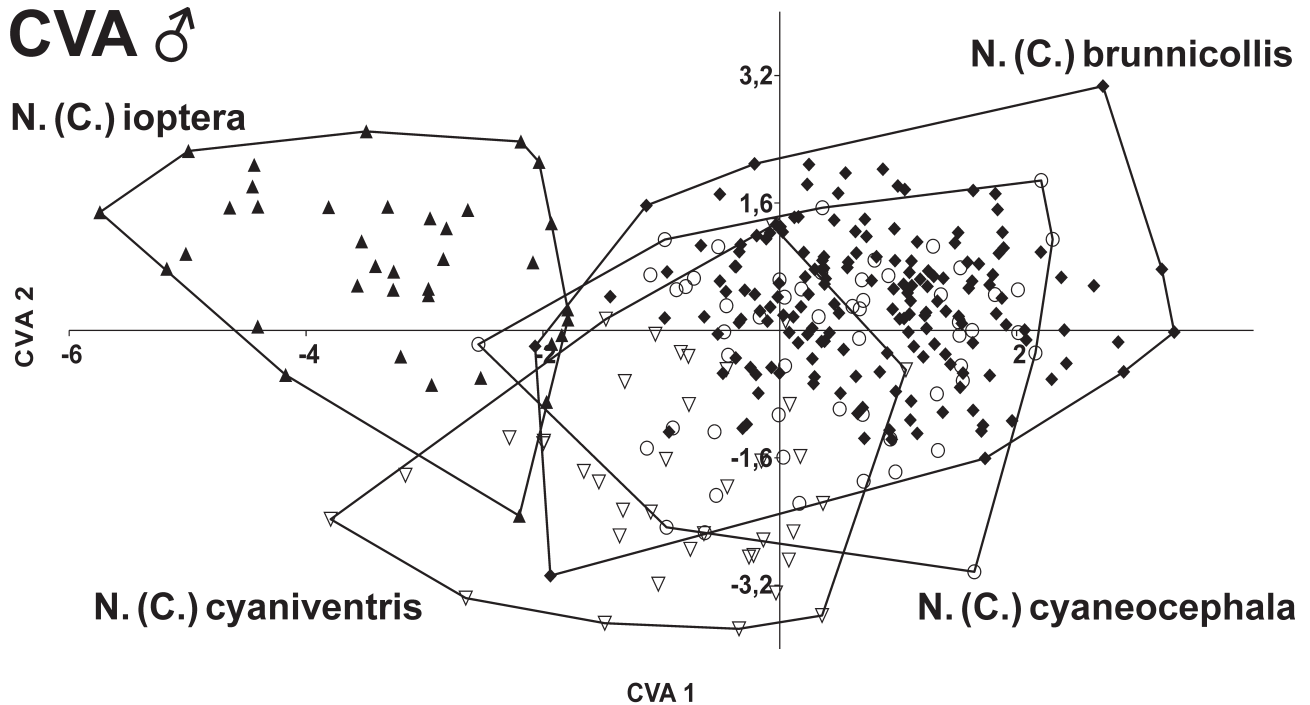 CVA ♂
N. (C.) brunnicollis
3,2
N. (C.) ioptera
1,6
CVA 2
-6
-4
-2
2
-1,6
-3,2
N. (C.) cyaniventris
N. (C.) cyaneocephala
CVA 1